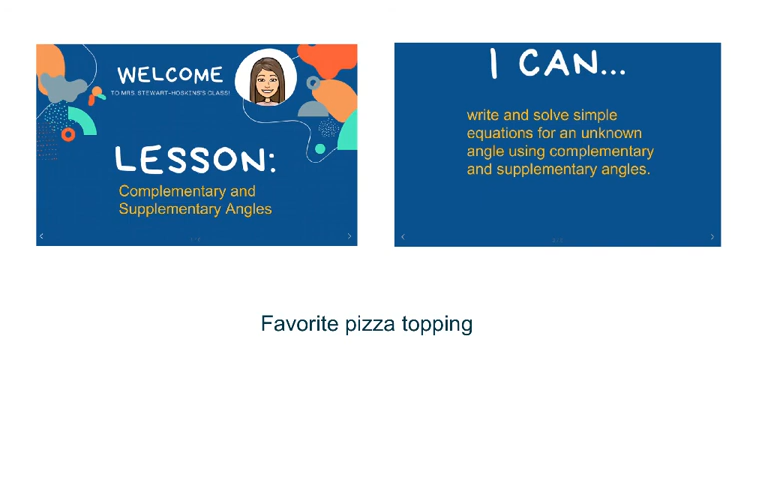 WELCOME
TO MRS. STEWART-HOSKINS'S CLASS!
LESSON:
Complementary and
Supplementary Angles
I CAN...
write and solve simple
equations for an unknown
angle using complementary
and supplementary angles.
Favorite pizza topping